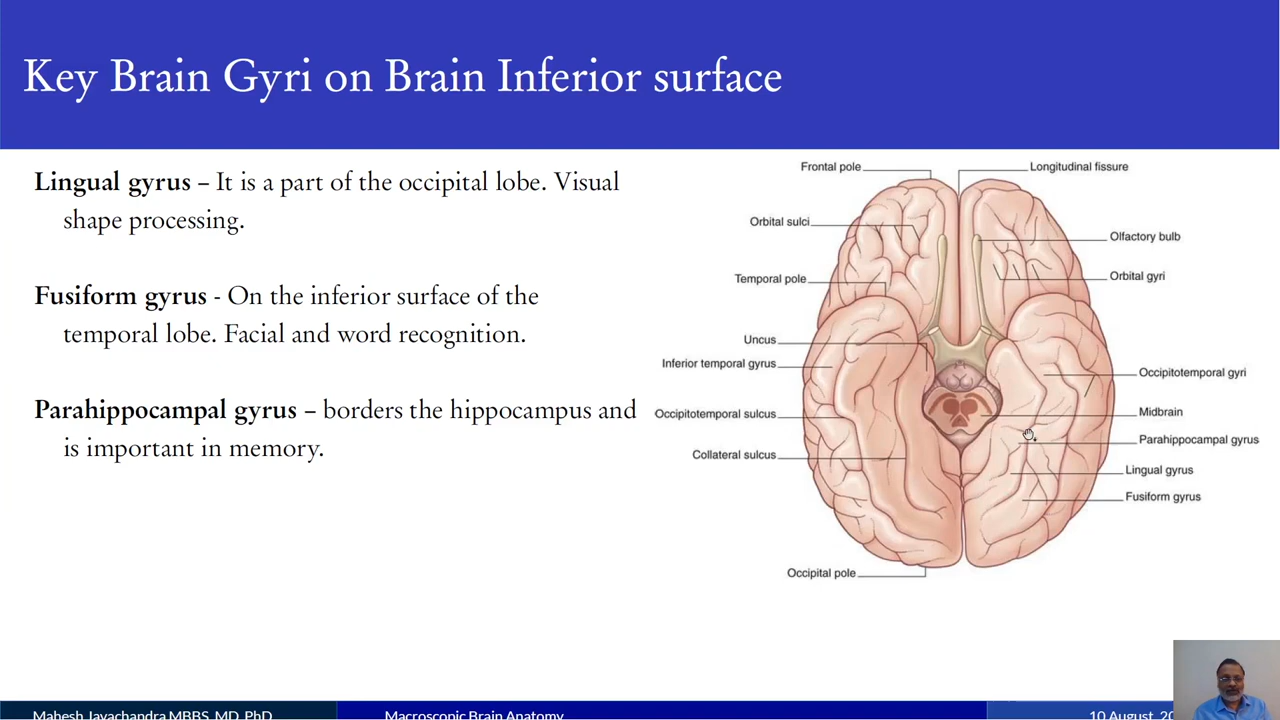 Key Brain Gyri on Brain Inferior surface
Lingual gyrus – It is a part of the occipital lobe. Visual
shape processing.
Fusiform gyrus - On the inferior surface of the
temporal lobe. Facial and word recognition.
Parahippocampal gyrus – borders the hippocampus and
is important in memory.
Frontal pole
Longitudinal fissure
Orbital sulci
Olfactory bulb
Temporal pole
Orbital gyri
Uncus
Inferior temporal gyrus
Occipitotemporal gyri
Occipitotemporal sulcus
Midbrain
Parahippocampal gyrus
Collateral sulcus
Lingual gyrus
Fusiform gyrus
Occipital pole
Mahesh Jayachandra MBBS, MD, PhD
Macroscopic Brain Anatomy
10 August, 20